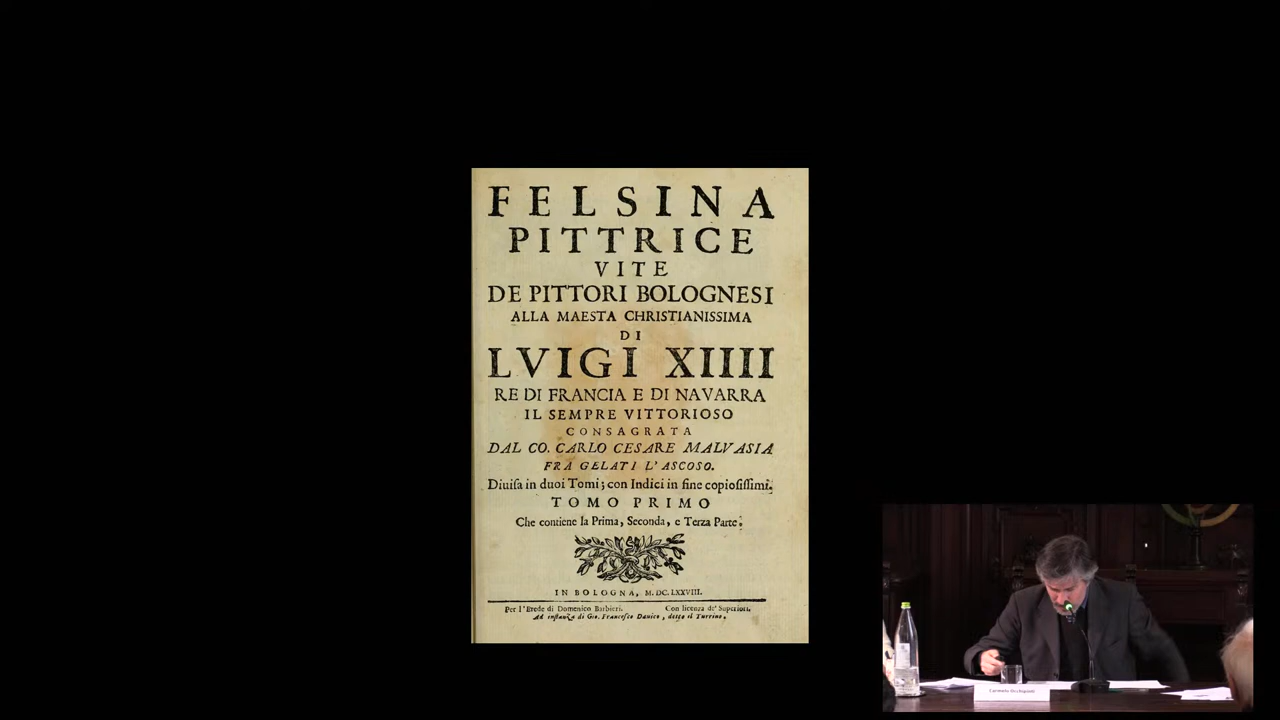 FELSINA
PITTRICE
VITE
DE PITTORI BOLOGNESI
ALLA MAESTA CHRISTIANISSIMA
DI
LVIGI XIIII
RE DI FRANCIA E DI NAVARRA
IL SEMPRE VITTORIOSO
CONSAGRATA
DAL CO. CARLO CESARE MALVASIA
FRA GELATI L'ASCOSO.
Diuisa in duoi Tomi; con Indici in fine copiosissimi.
TOMO PRIMO
Che contiene la Prima, Seconda, e Terza Parte.
IN BOLOGNA, M.DC.LXXVIII.
Per l'Erede di Domenico Barbieri. Con licenza de' Superiori.
Ad instanza di Gio. Francesco Dauico, detto il Turrino.